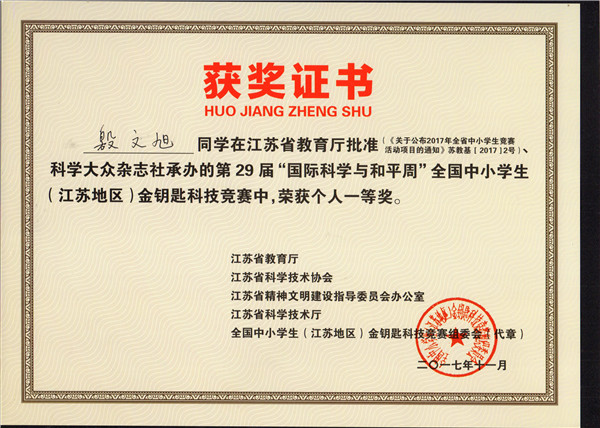 获奖证书
HUO JIANG ZHENG SHU
殷文旭 同学在江苏省教育厅批准(《关于公布2017年全省中小学生竞赛
活动项目的通知》苏教基[2017]2号)、
科学大众杂志社承办的第29届“国际科学与和平周”全国中小学生
(江苏地区)金钥匙科技竞赛中,荣获个人一等奖。
江苏省教育厅
江苏省科学技术协会
江苏省精神文明建设指导委员会办公室
江苏省科学技术厅
全国中小学生(江苏地区)金钥匙科技竞赛组委会(代章)
二〇一七年十一月